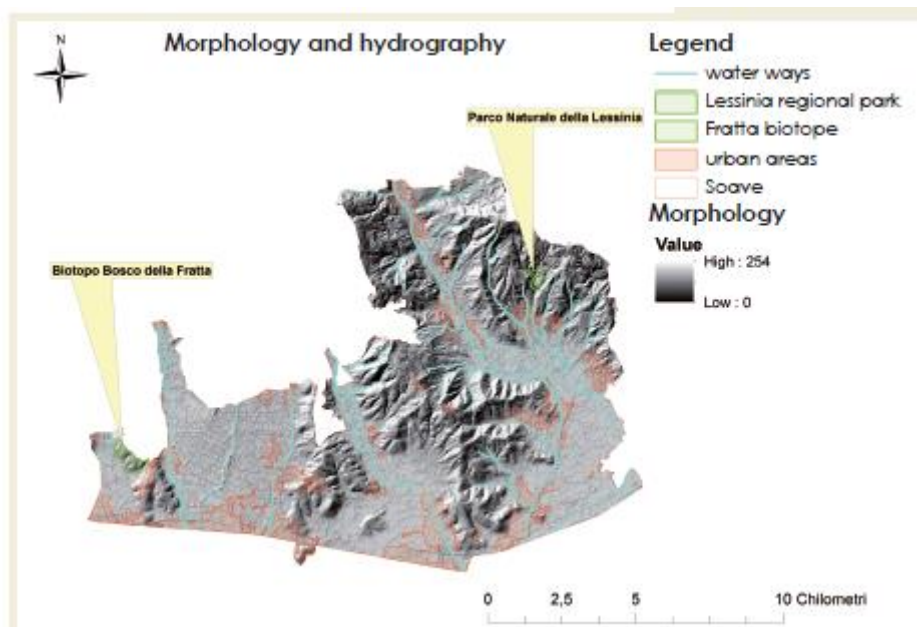 N
Morphology and hydrography
Legend
water ways
Lessinia regional park
Fratta biotope
urban areas
Soave
Morphology
Value
High : 254
Low : 0
Parco Naturale della Lessinia
Biotopo Bosco della Fratta
0 2,5 5 10 Chilometri